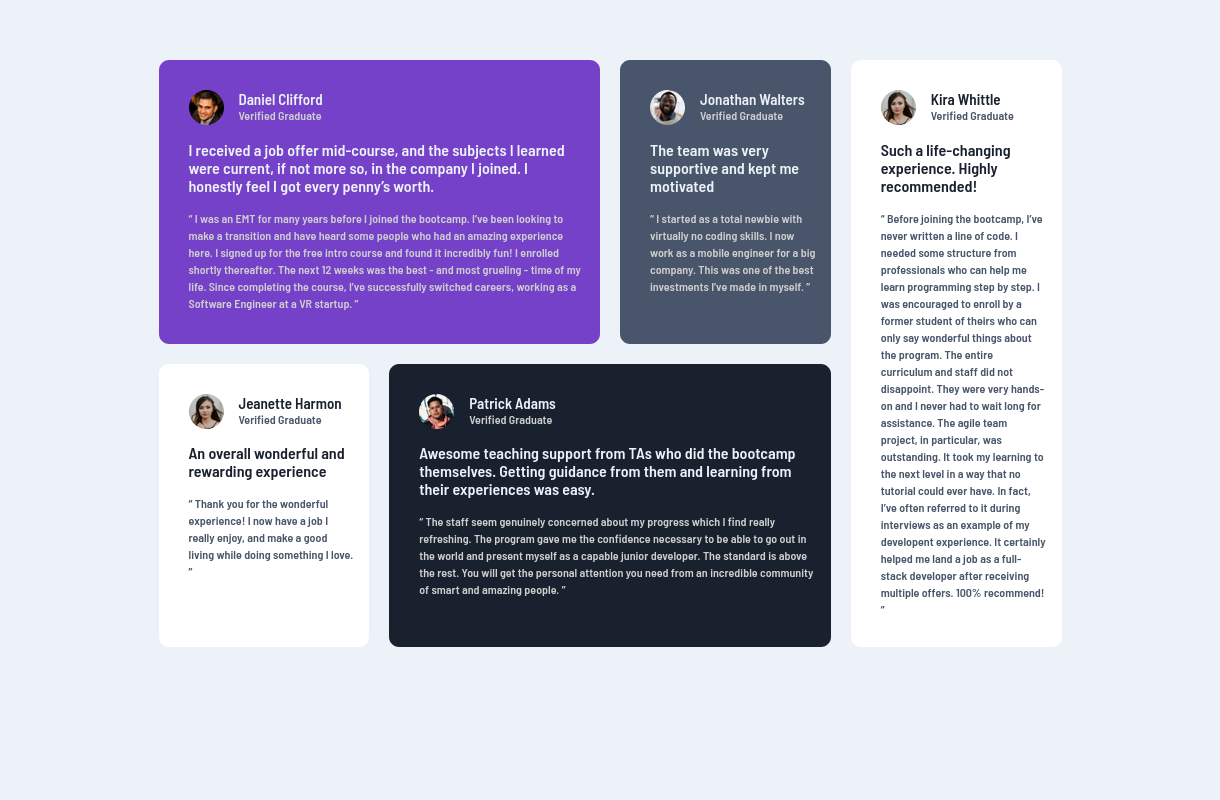 Daniel Clifford
Verified Graduate
I received a job offer mid-course, and the subjects I learned
were current, if not more so, in the company I joined. I
honestly feel I got every penny’s worth.
“ I was an EMT for many years before I joined the bootcamp. I’ve been looking to
make a transition and have heard some people who had an amazing experience
here. I signed up for the free intro course and found it incredibly fun! I enrolled
shortly thereafter. The next 12 weeks was the best - and most grueling - time of my
life. Since completing the course, I’ve successfully switched careers, working as a
Software Engineer at a VR startup. ”
Jonathan Walters
Verified Graduate
The team was very
supportive and kept me
motivated
“ I started as a total newbie with
virtually no coding skills. I now
work as a mobile engineer for a big
company. This was one of the best
investments I’ve made in myself. ”
Kira Whittle
Verified Graduate
Such a life-changing
experience. Highly
recommended!
“ Before joining the bootcamp, I’ve
never written a line of code. I
needed some structure from
professionals who can help me
learn programming step by step. I
was encouraged to enroll by a
former student of theirs who can
only say wonderful things about
the program. The entire
curriculum and staff did not
disappoint. They were very hands-
on and I never had to wait long for
assistance. The agile team
project, in particular, was
outstanding. It took my learning to
the next level in a way that no
tutorial could ever have. In fact,
I’ve often referred to it during
interviews as an example of my
developent experience. It certainly
helped me land a job as a full-
stack developer after receiving
multiple offers. 100% recommend!
”
Jeanette Harmon
Verified Graduate
An overall wonderful and
rewarding experience
“ Thank you for the wonderful
experience! I now have a job I
really enjoy, and make a good
living while doing something I love.
”
Patrick Adams
Verified Graduate
Awesome teaching support from TAs who did the bootcamp
themselves. Getting guidance from them and learning from
their experiences was easy.
“ The staff seem genuinely concerned about my progress which I find really
refreshing. The program gave me the confidence necessary to be able to go out in
the world and present myself as a capable junior developer. The standard is above
the rest. You will get the personal attention you need from an incredible community
of smart and amazing people. ”